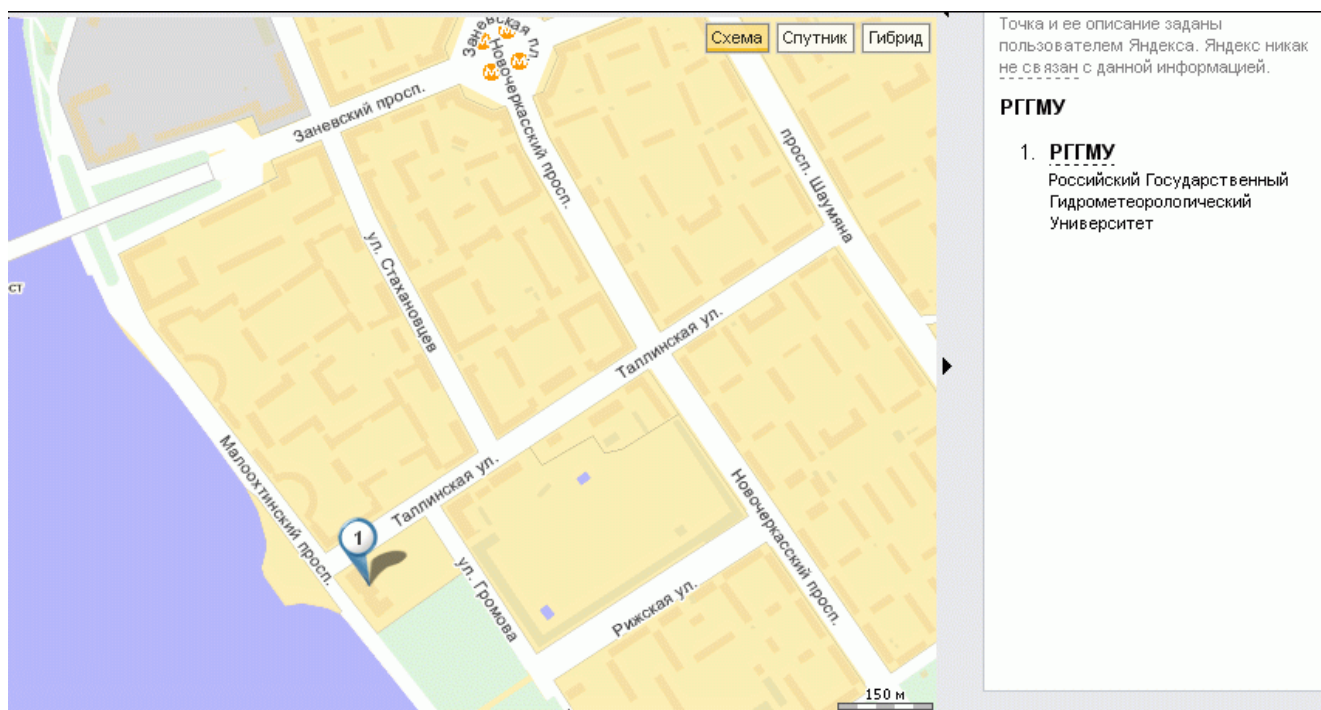 Заневская пл.
Новочеркасский просп.
Схема
Спутник
Гибрид
Заневский просп.
просп. Шаумяна
ул. Стахановцев
ст
Таллинская ул.
Малоохтинский просп.
Таллинская ул.
Новочеркасский просп.
1
ул. Громова
Рижская ул.
150 м
Точка и ее описание заданы
пользователем Яндекса. Яндекс никак
не связан с данной информацией.
РГГМУ
1. РГГМУ
Российский Государственный
Гидрометеорологический
Университет